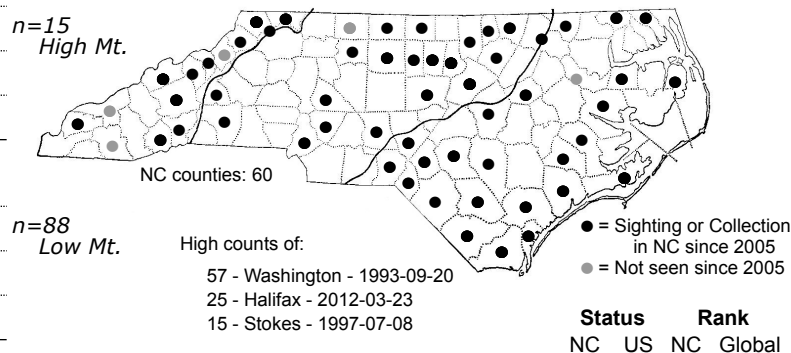 n=15
High Mt.
NC counties: 60
n=88
Low Mt.
High counts of:
57 - Washington - 1993-09-20
25 - Halifax - 2012-03-23
15 - Stokes - 1997-07-08
= Sighting or Collection
in NC since 2005
= Not seen since 2005
Status Rank
NC US NC Global